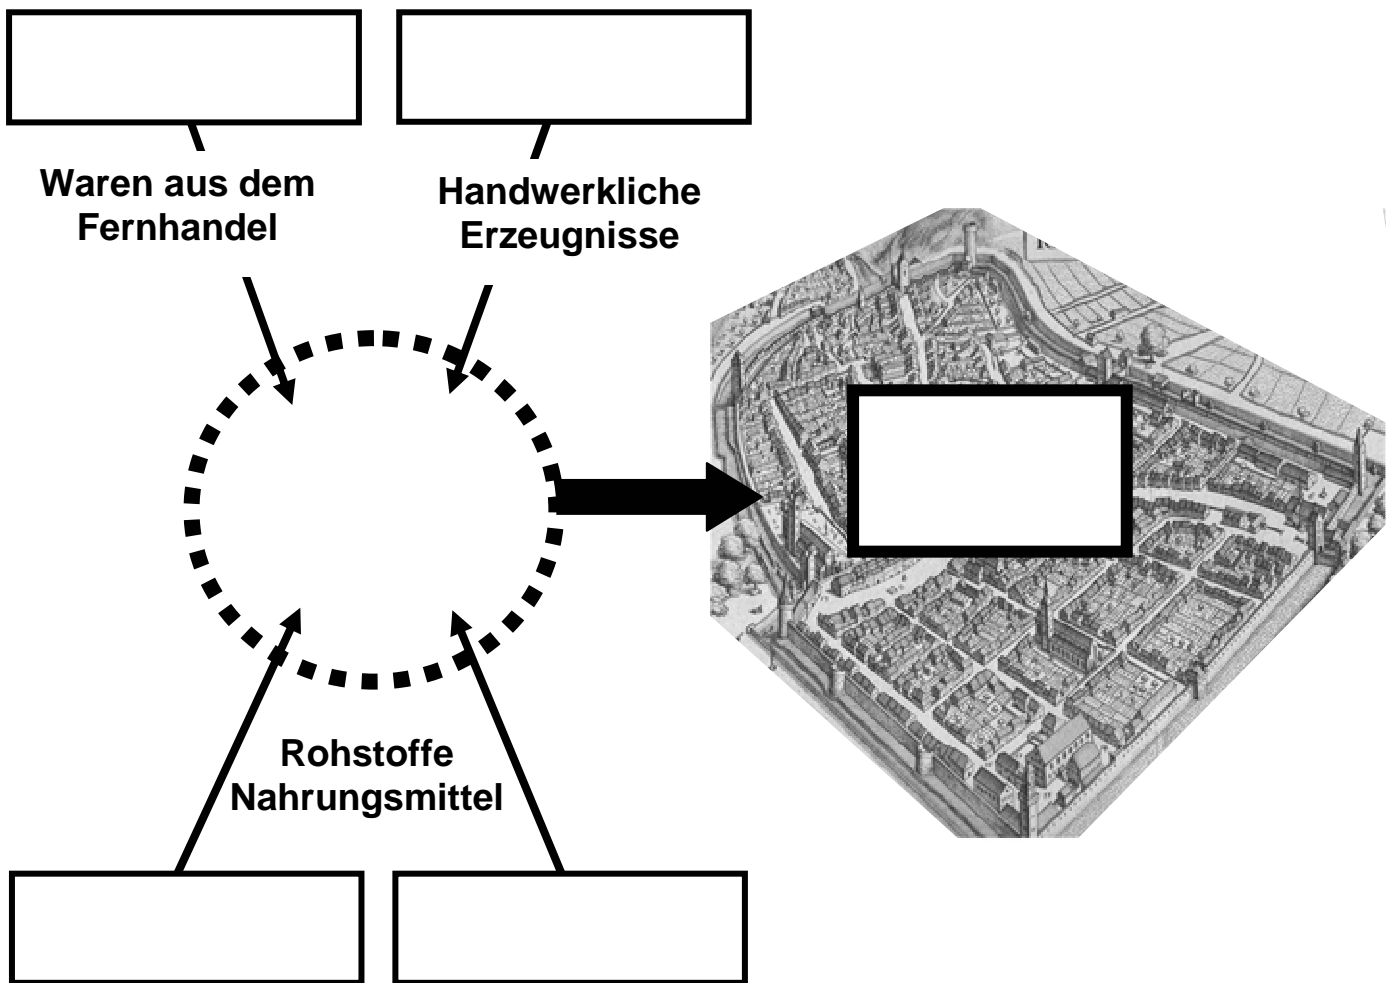 Waren aus dem
Fernhandel
Handwerkliche
Erzeugnisse
Rohstoffe
Nahrungsmittel